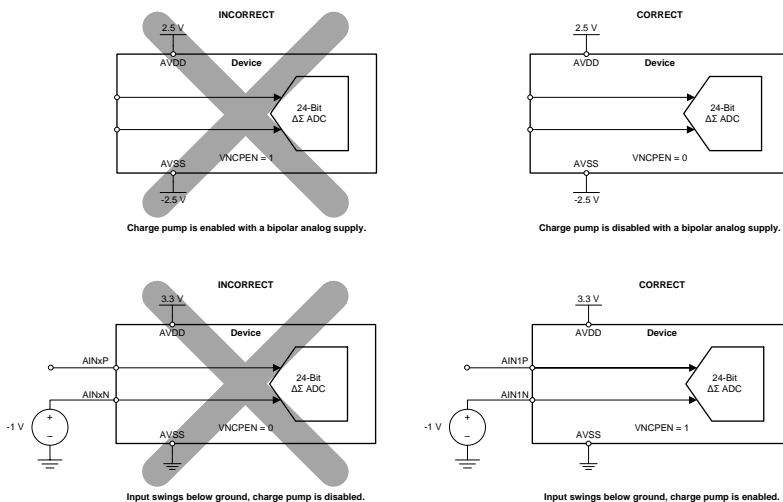 INCORRECT
2.5 V
AVDD
Device
24-Bit
ΔΣ ADC
AVSS
VNCPEN = 1
-2.5 V
Charge pump is enabled with a bipolar analog supply.
CORRECT
2.5 V
AVDD
Device
24-Bit
ΔΣ ADC
AVSS
VNCPEN = 0
-2.5 V
Charge pump is disabled with a bipolar analog supply.
INCORRECT
3.3 V
AVDD
Device
AINxP
24-Bit
ΔΣ ADC
AINxN
-1 V
+
−
AVSS
VNCPEN = 0
Input swings below ground, charge pump is disabled.
CORRECT
3.3 V
AVDD
Device
AIN1P
24-Bit
ΔΣ ADC
AIN1N
-1 V
+
−
AVSS
VNCPEN = 1
Input swings below ground, charge pump is enabled.